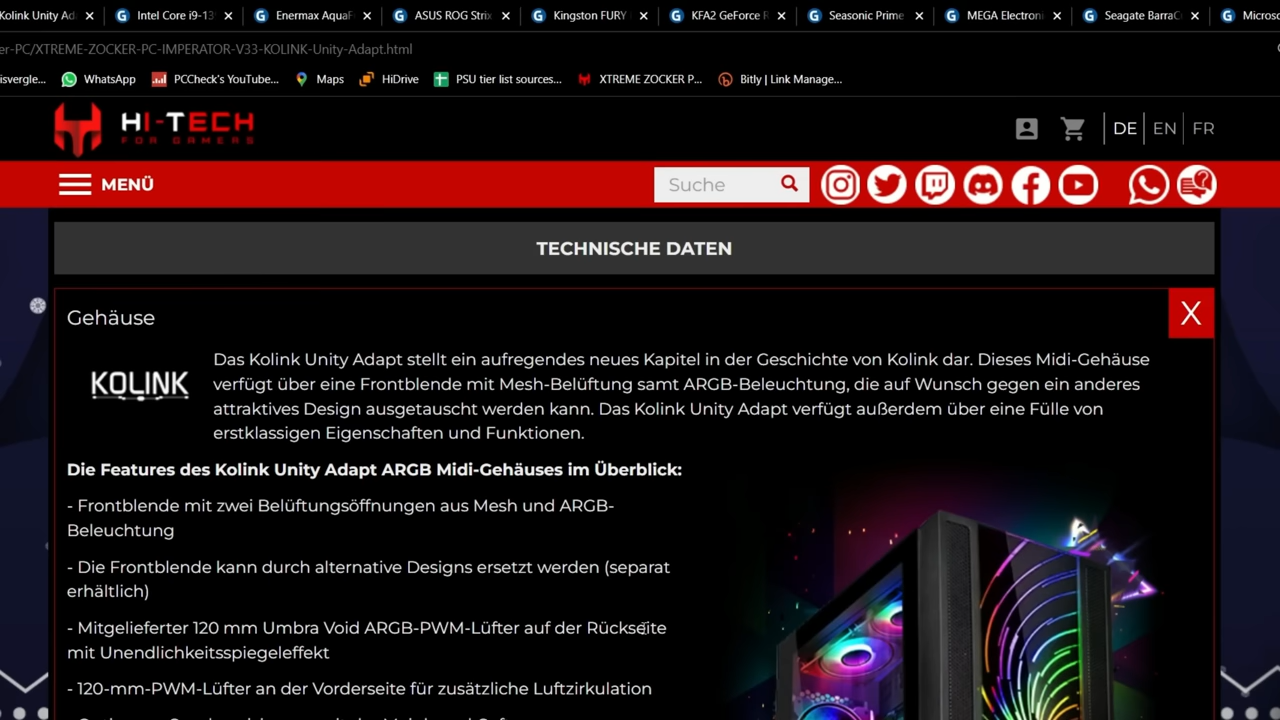 Kolink Unity Ad
Intel Core i9-13
Enermax AquaF
ASUS ROG Strix
Kingston FURY
KFA2 GeForce R
Seasonic Prime
MEGA Electroni
Seagate BarraC
Micros
er-PC/XTREME-ZOCKER-PC-IMPERATOR-V33-KOLINK-Unity-Adapt.html
isvergle...
WhatsApp
PCCheck's YouTube...
Maps
HiDrive
PSU tier list sources...
XTREME ZOCKER P...
Bitly | Link Manage...
HI-TECH
FOR GAMERS
DE
EN
FR
MENÜ
Suche
TECHNISCHE DATEN
X
Gehäuse
KOLINK
Das Kolink Unity Adapt stellt ein aufregendes neues Kapitel in der Geschichte von Kolink dar. Dieses Midi-Gehäuse
verfügt über eine Frontblende mit Mesh-Belüftung samt ARGB-Beleuchtung, die auf Wunsch gegen ein anderes
attraktives Design ausgetauscht werden kann. Das Kolink Unity Adapt verfügt außerdem über eine Fülle von
erstklassigen Eigenschaften und Funktionen.
Die Features des Kolink Unity Adapt ARGB Midi-Gehäuses im Überblick:
- Frontblende mit zwei Belüftungsöffnungen aus Mesh und ARGB-
Beleuchtung
- Die Frontblende kann durch alternative Designs ersetzt werden (separat
erhältlich)
- Mitgelieferter 120 mm Umbra Void ARGB-PWM-Lüfter auf der Rückseite
mit Unendlichkeitsspiegeleffekt
- 120-mm-PWM-Lüfter an der Vorderseite für zusätzliche Luftzirkulation